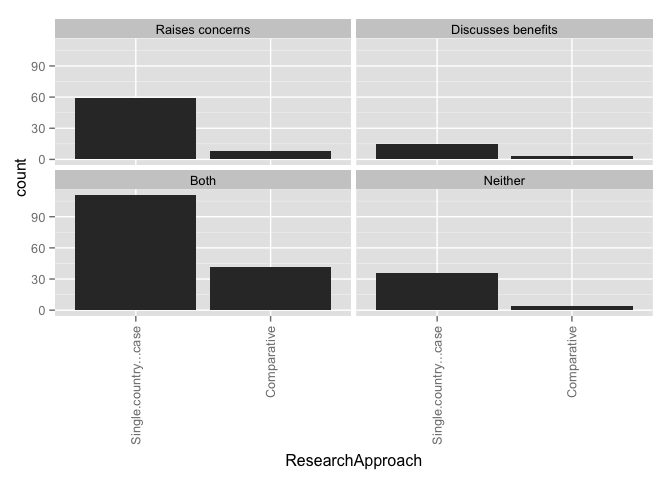 Raises concerns
Discusses benefits
90
60
30
0
count
Both
Neither
90
60
30
0
Single.country...case
Comparative
Single.country...case
Comparative
ResearchApproach